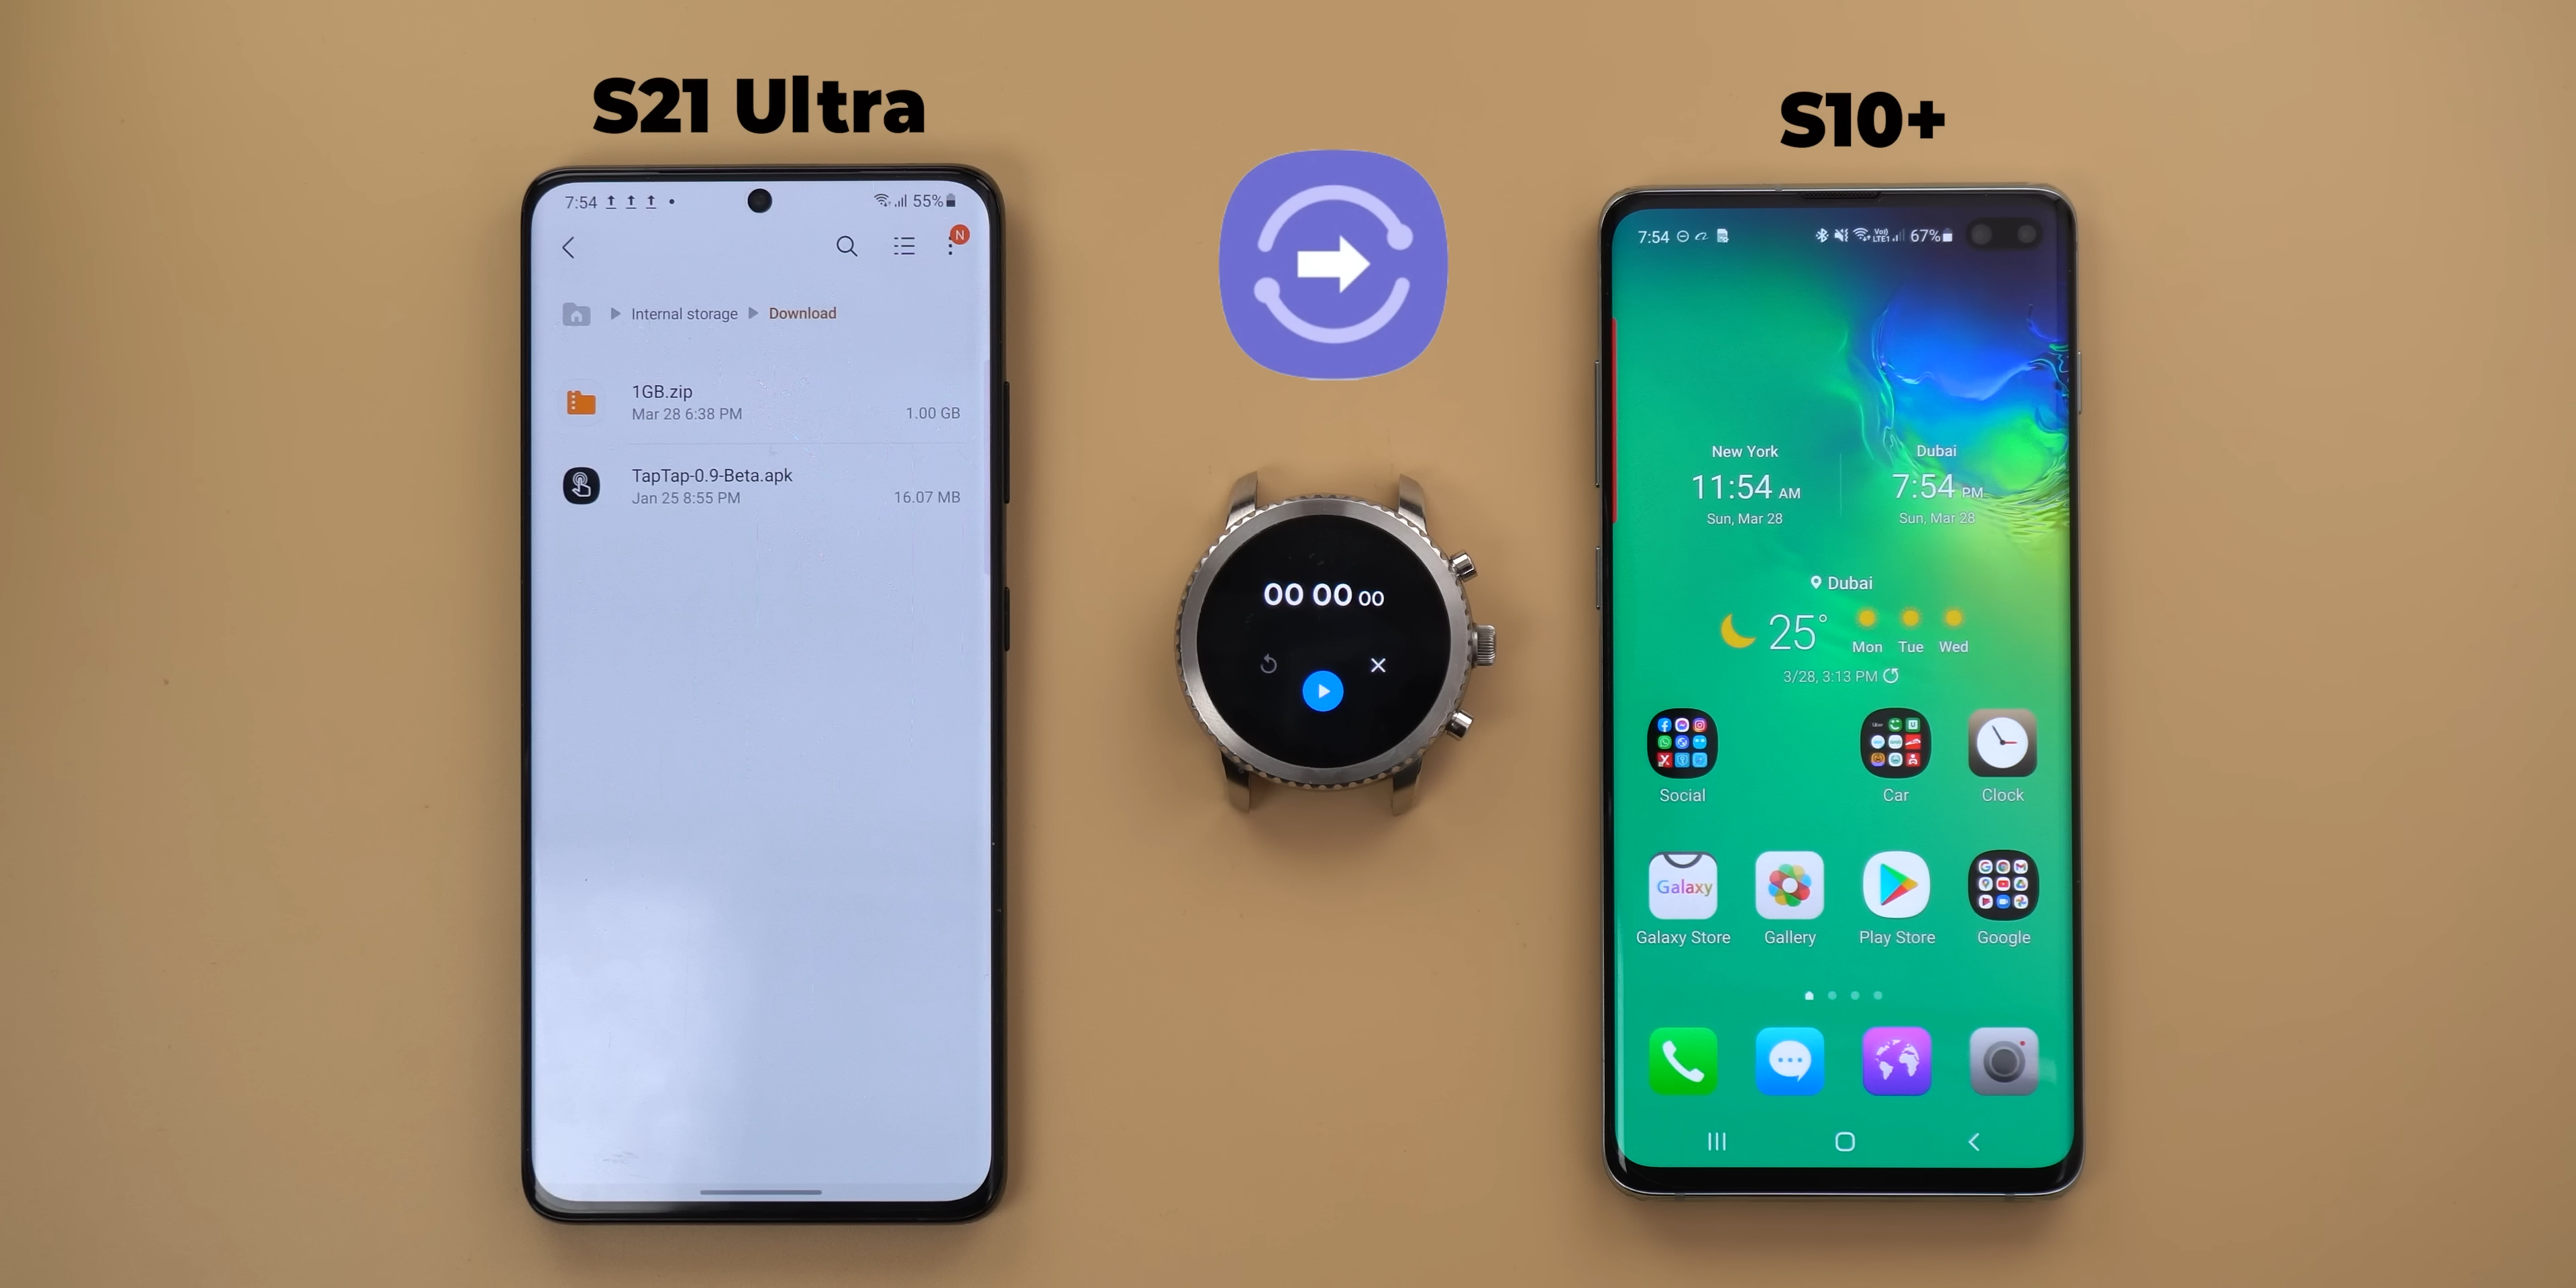 S21 Ultra
S10+
7:54
55%
N
Internal storage
Download
1GB.zip
Mar 28 6:38 PM
1.00 GB
TapTap-0.9-Beta.apk
Jan 25 8:55 PM
16.07 MB
00 00 00
7:54
67%
New York
11:54 AM
Sun, Mar 28
Dubai
7:54 PM
Sun, Mar 28
Dubai
25°
Mon Tue Wed
3/28, 3:13 PM
Social
Car
Clock
Galaxy
Galaxy Store
Gallery
Play Store
Google